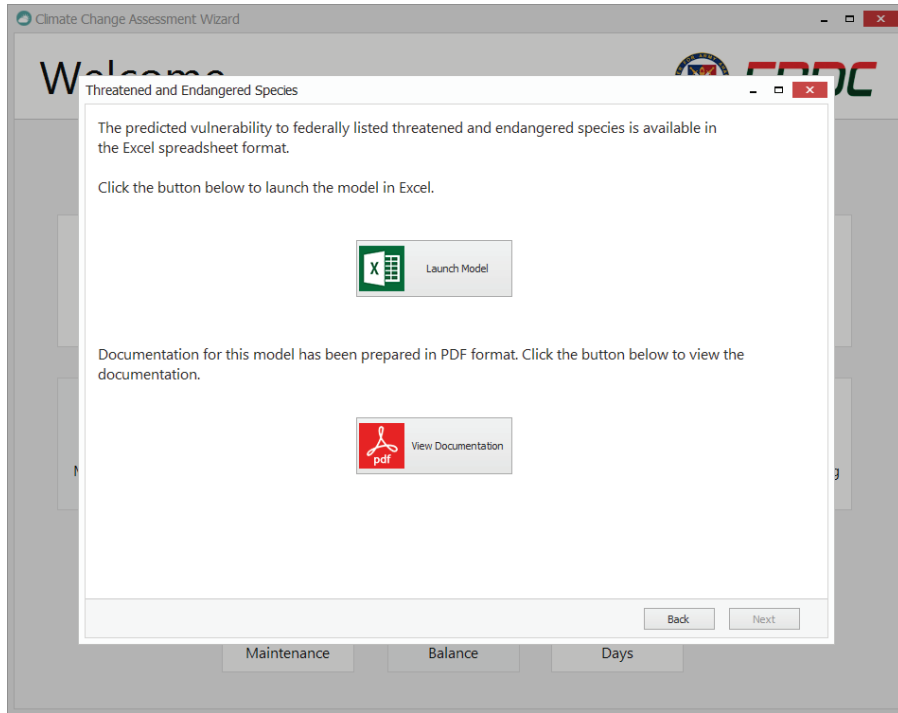 Climate Change Assessment Wizard
Welcome
Threatened and Endangered Species
The predicted vulnerability to federally listed threatened and endangered species is available in
the Excel spreadsheet format.
Click the button below to launch the model in Excel.
Launch Model
Documentation for this model has been prepared in PDF format. Click the button below to view the
documentation.
pdf
View Documentation
Back
Next
Maintenance
Balance
Days